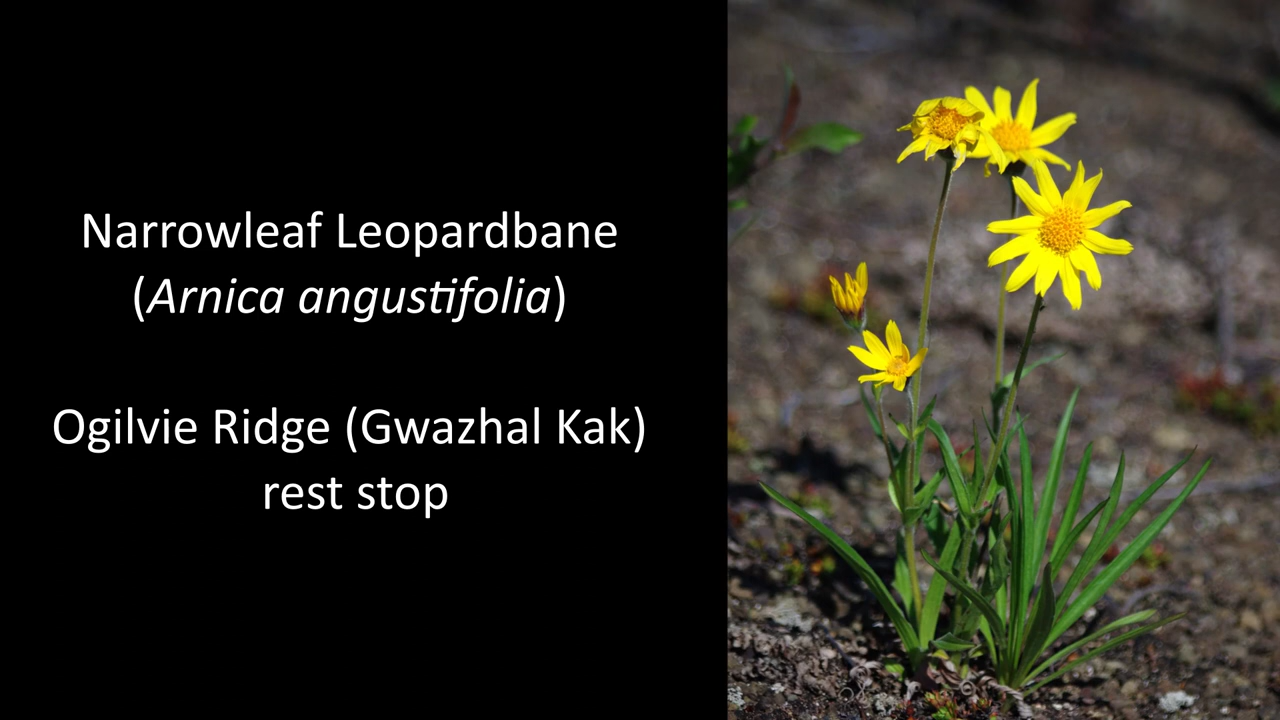 Narrowleaf Leopardbane
(Arnica angustifolia)
Ogilvie Ridge (Gwazhal Kak)
rest stop